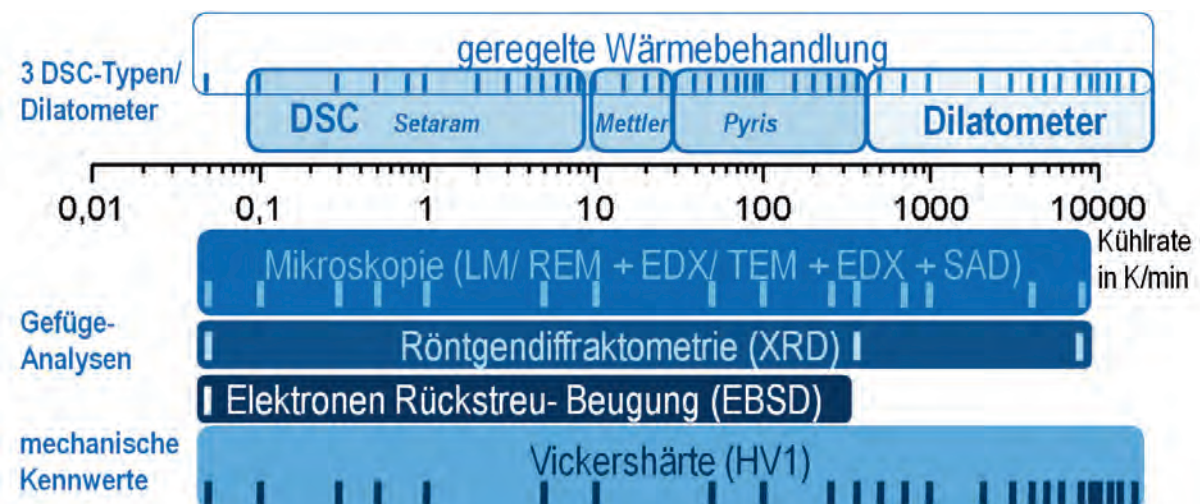 geregelte Wärmebehandlung
3 DSC-Typen/
Dilatometer
DSC Setaram Mettler Pyris Dilatometer
0,01 0,1 1 10 100 1000 10000
Kühlrate
in K/min
Mikroskopie (LM/ REM + EDX/ TEM + EDX + SAD)
Gefüge-
Analysen
Röntgendiffraktometrie (XRD)
Elektronen Rückstreu- Beugung (EBSD)
mechanische
Kennwerte
Vickershärte (HV1)